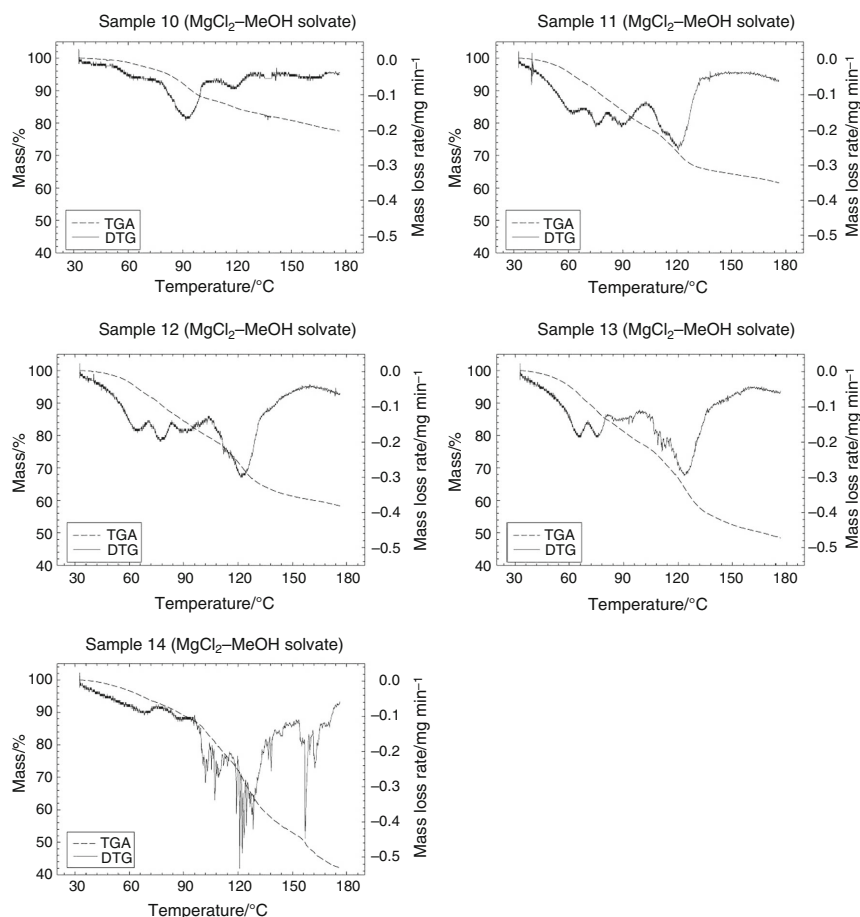 Sample 10 (MgCl₂–MeOH solvate)
100
90
80
70
60
50
40
Mass/%
0.0
–0.1
–0.2
–0.3
–0.4
–0.5
Mass loss rate/mg min⁻¹
TGA
DTG
30 60 90 120 150 180
Temperature/°C
Sample 11 (MgCl₂–MeOH solvate)
100
90
80
70
60
50
40
Mass/%
0.0
–0.1
–0.2
–0.3
–0.4
–0.5
Mass loss rate/mg min⁻¹
TGA
DTG
30 60 90 120 150 180
Temperature/°C
Sample 12 (MgCl₂–MeOH solvate)
100
90
80
70
60
50
40
Mass/%
0.0
–0.1
–0.2
–0.3
–0.4
–0.5
Mass loss rate/mg min⁻¹
TGA
DTG
30 60 90 120 150 180
Temperature/°C
Sample 13 (MgCl₂–MeOH solvate)
100
90
80
70
60
50
40
Mass/%
0.0
–0.1
–0.2
–0.3
–0.4
–0.5
Mass loss rate/mg min⁻¹
TGA
DTG
30 60 90 120 150 180
Temperature/°C
Sample 14 (MgCl₂–MeOH solvate)
100
90
80
70
60
50
40
Mass/%
0.0
–0.1
–0.2
–0.3
–0.4
–0.5
Mass loss rate/mg min⁻¹
TGA
DTG
30 60 90 120 150 180
Temperature/°C